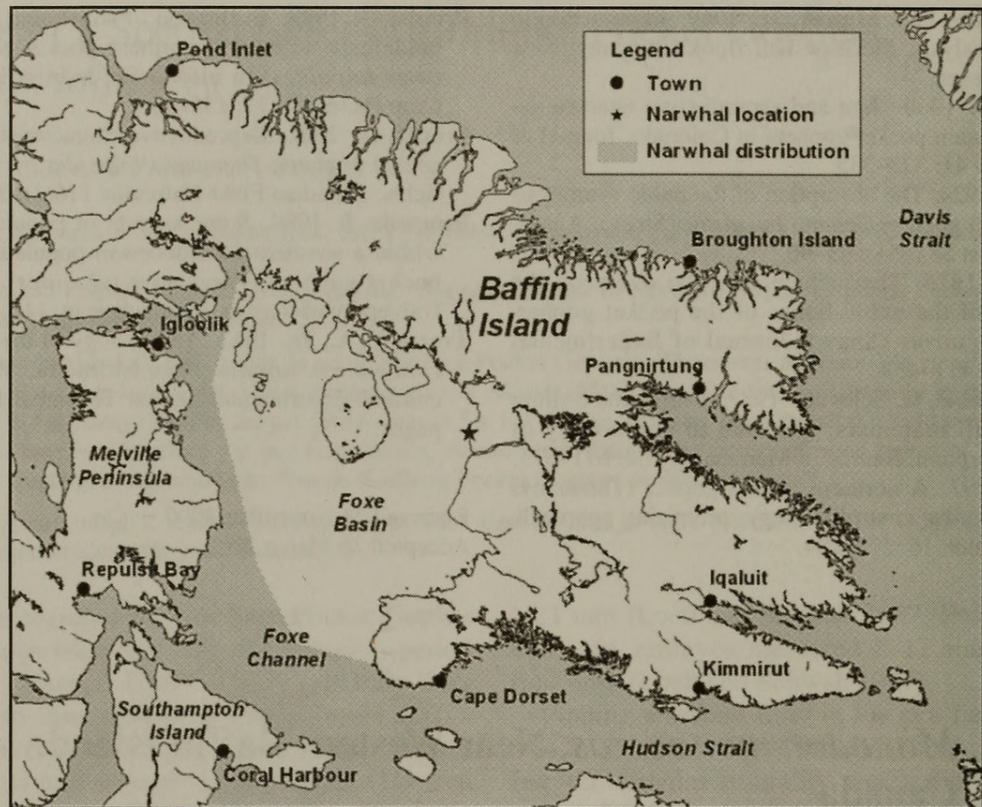 Pond Inlet
Legend
Town
Narwhal location
Narwhal distribution
Davis
Strait
Broughton Island
Baffin
Island
Igloolik
Pangnirtung
Melville
Peninsula
Foxe
Basin
Repulse Bay
Iqaluit
Foxe
Channel
Kimmirut
Cape Dorset
Southampton
Island
Hudson Strait
Coral Harbour